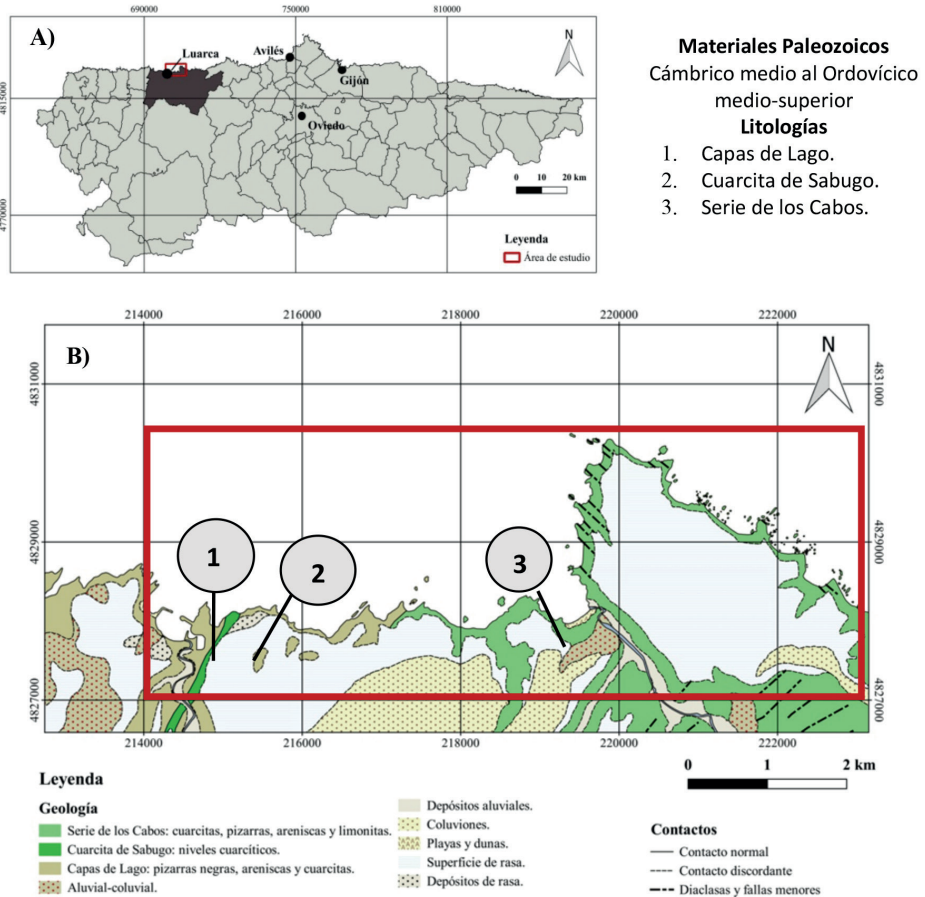 690000 750000 810000
A)
Luarca
Avilés
Gijón
Oviedo
N
4815000
4770000
0 10 20 km
Leyenda
Área de estudio
Materiales Paleozoicos
Cámbrico medio al Ordovícico
medio-superior
Litologías
1. Capas de Lago.
2. Cuarcita de Sabugo.
3. Serie de los Cabos.
214000 216000 218000 220000 222000
B)
N
4831000 4831000
4829000 4829000
4827000 4827000
1
2
3
214000 216000 218000 220000 222000
0 1 2 km
Leyenda
Geología
Serie de los Cabos: cuarcitas, pizarras, areniscas y limonitas.
Cuarcita de Sabugo: niveles cuarcíticos.
Capas de Lago: pizarras negras, areniscas y cuarcitas.
Aluvial-coluvial.
Depósitos aluviales.
Coluviones.
Playas y dunas.
Superficie de rasa.
Depósitos de rasa.
Contactos
Contacto normal
Contacto discordante
Diaclasas y fallas menores